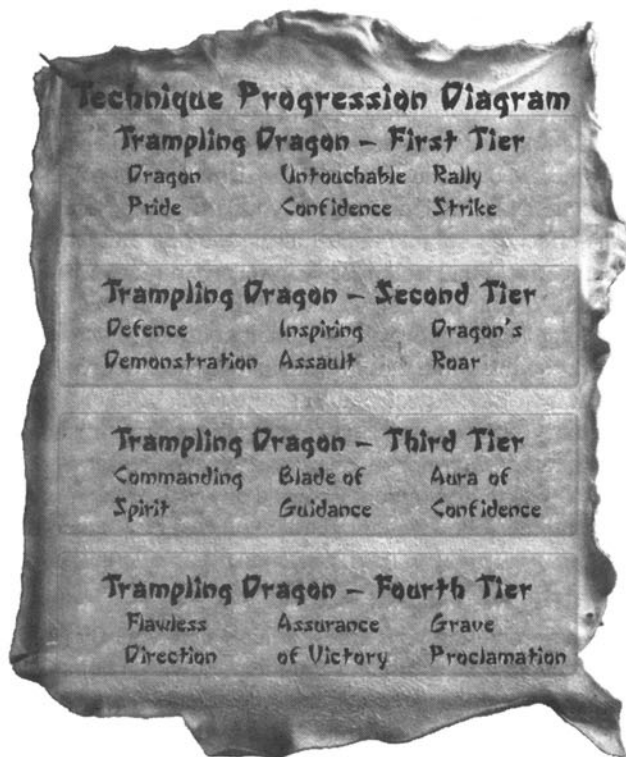 Technique Progression Diagram
Trampling Dragon – First Tier
Dragon Untouchable Rally
Pride Confidence Strike
Trampling Dragon – Second Tier
Defence Inspiring Dragon's
Demonstration Assault Roar
Trampling Dragon – Third Tier
Commanding Blade of Aura of
Spirit Guidance Confidence
Trampling Dragon – Fourth Tier
Flawless Assurance Grave
Direction of Victory Proclamation